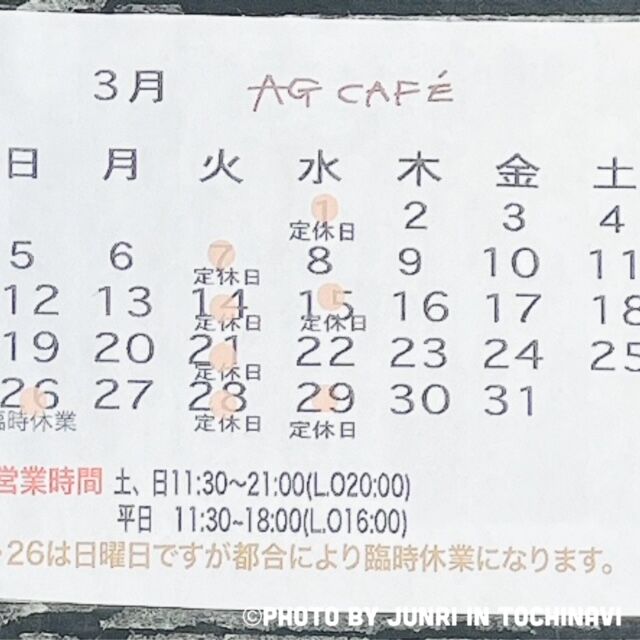 3月 AG CAFÉ
日 月 火 水 木 金 土
1 2 3 4
定休日
5 6 7 8 9 10 11
定休日
12 13 14 15 16 17 18
定休日 定休日
19 20 21 22 23 24 25
定休日
26 27 28 29 30 31
臨時休業 定休日 定休日
営業時間 土、日11:30～21:00(L.O20:00)
平日 11:30~18:00(L.O16:00)
・26は日曜日ですが都合により臨時休業になります。
©PHOTO BY JUNRI IN TOCHINAVI